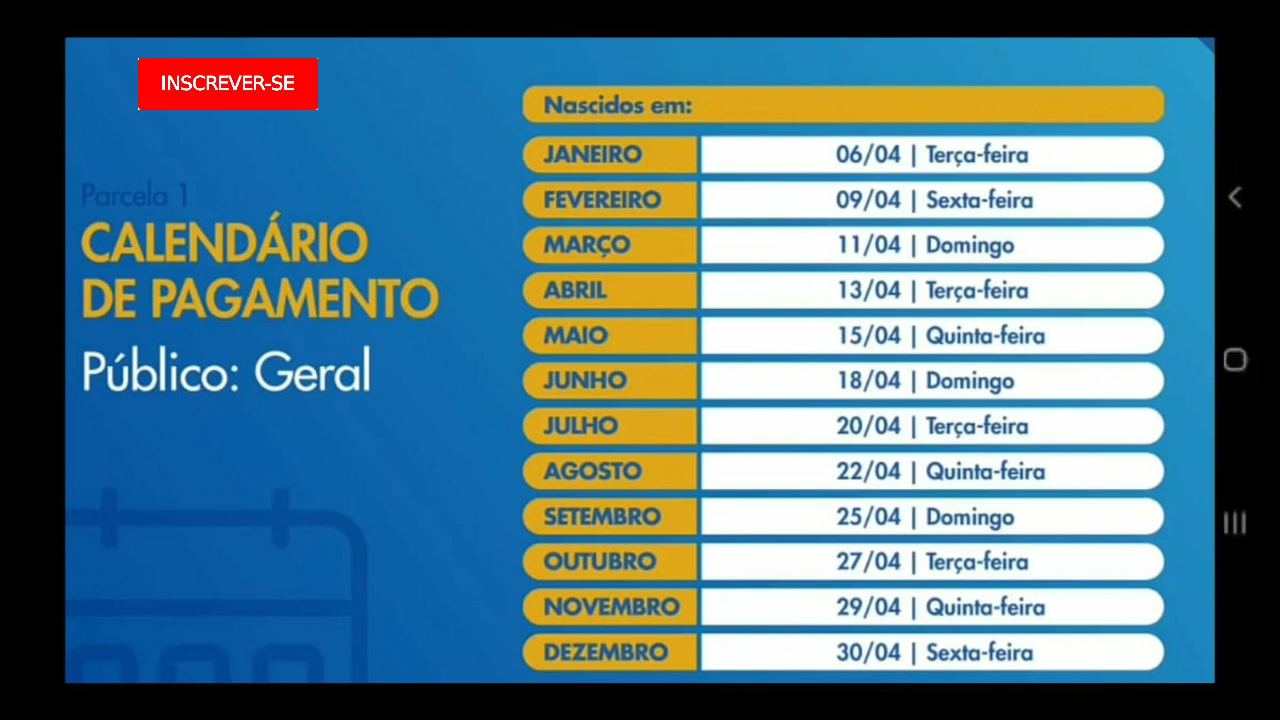 INSCREVER-SE
Parcela 1
CALENDÁRIO
DE PAGAMENTO
Público: Geral
Nascidos em:
JANEIRO 06/04 | Terça-feira
FEVEREIRO 09/04 | Sexta-feira
MARÇO 11/04 | Domingo
ABRIL 13/04 | Terça-feira
MAIO 15/04 | Quinta-feira
JUNHO 18/04 | Domingo
JULHO 20/04 | Terça-feira
AGOSTO 22/04 | Quinta-feira
SETEMBRO 25/04 | Domingo
OUTUBRO 27/04 | Terça-feira
NOVEMBRO 29/04 | Quinta-feira
DEZEMBRO 30/04 | Sexta-feira